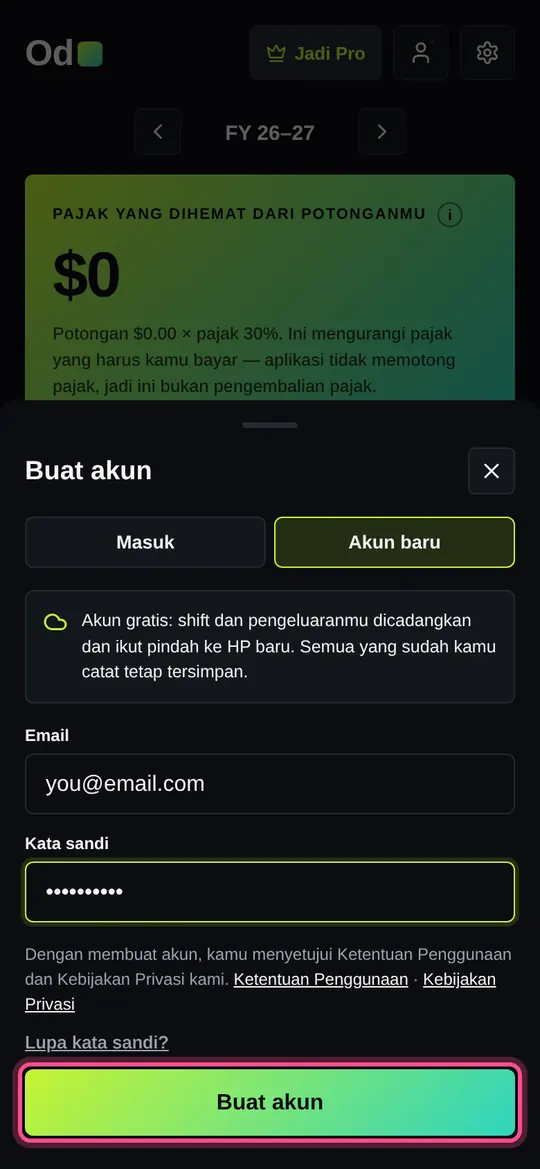 Od
Jadi Pro
FY 26–27
PAJAK YANG DIHEMAT DARI POTONGANMU i
$0
Potongan $0.00 × pajak 30%. Ini mengurangi pajak
yang harus kamu bayar — aplikasi tidak memotong
pajak, jadi ini bukan pengembalian pajak.
Buat akun
Masuk
Akun baru
Akun gratis: shift dan pengeluaranmu dicadangkan
dan ikut pindah ke HP baru. Semua yang sudah kamu
catat tetap tersimpan.
Email
you@email.com
Kata sandi
••••••••••
Dengan membuat akun, kamu menyetujui Ketentuan Penggunaan
dan Kebijakan Privasi kami. Ketentuan Penggunaan · Kebijakan
Privasi
Lupa kata sandi?
Buat akun